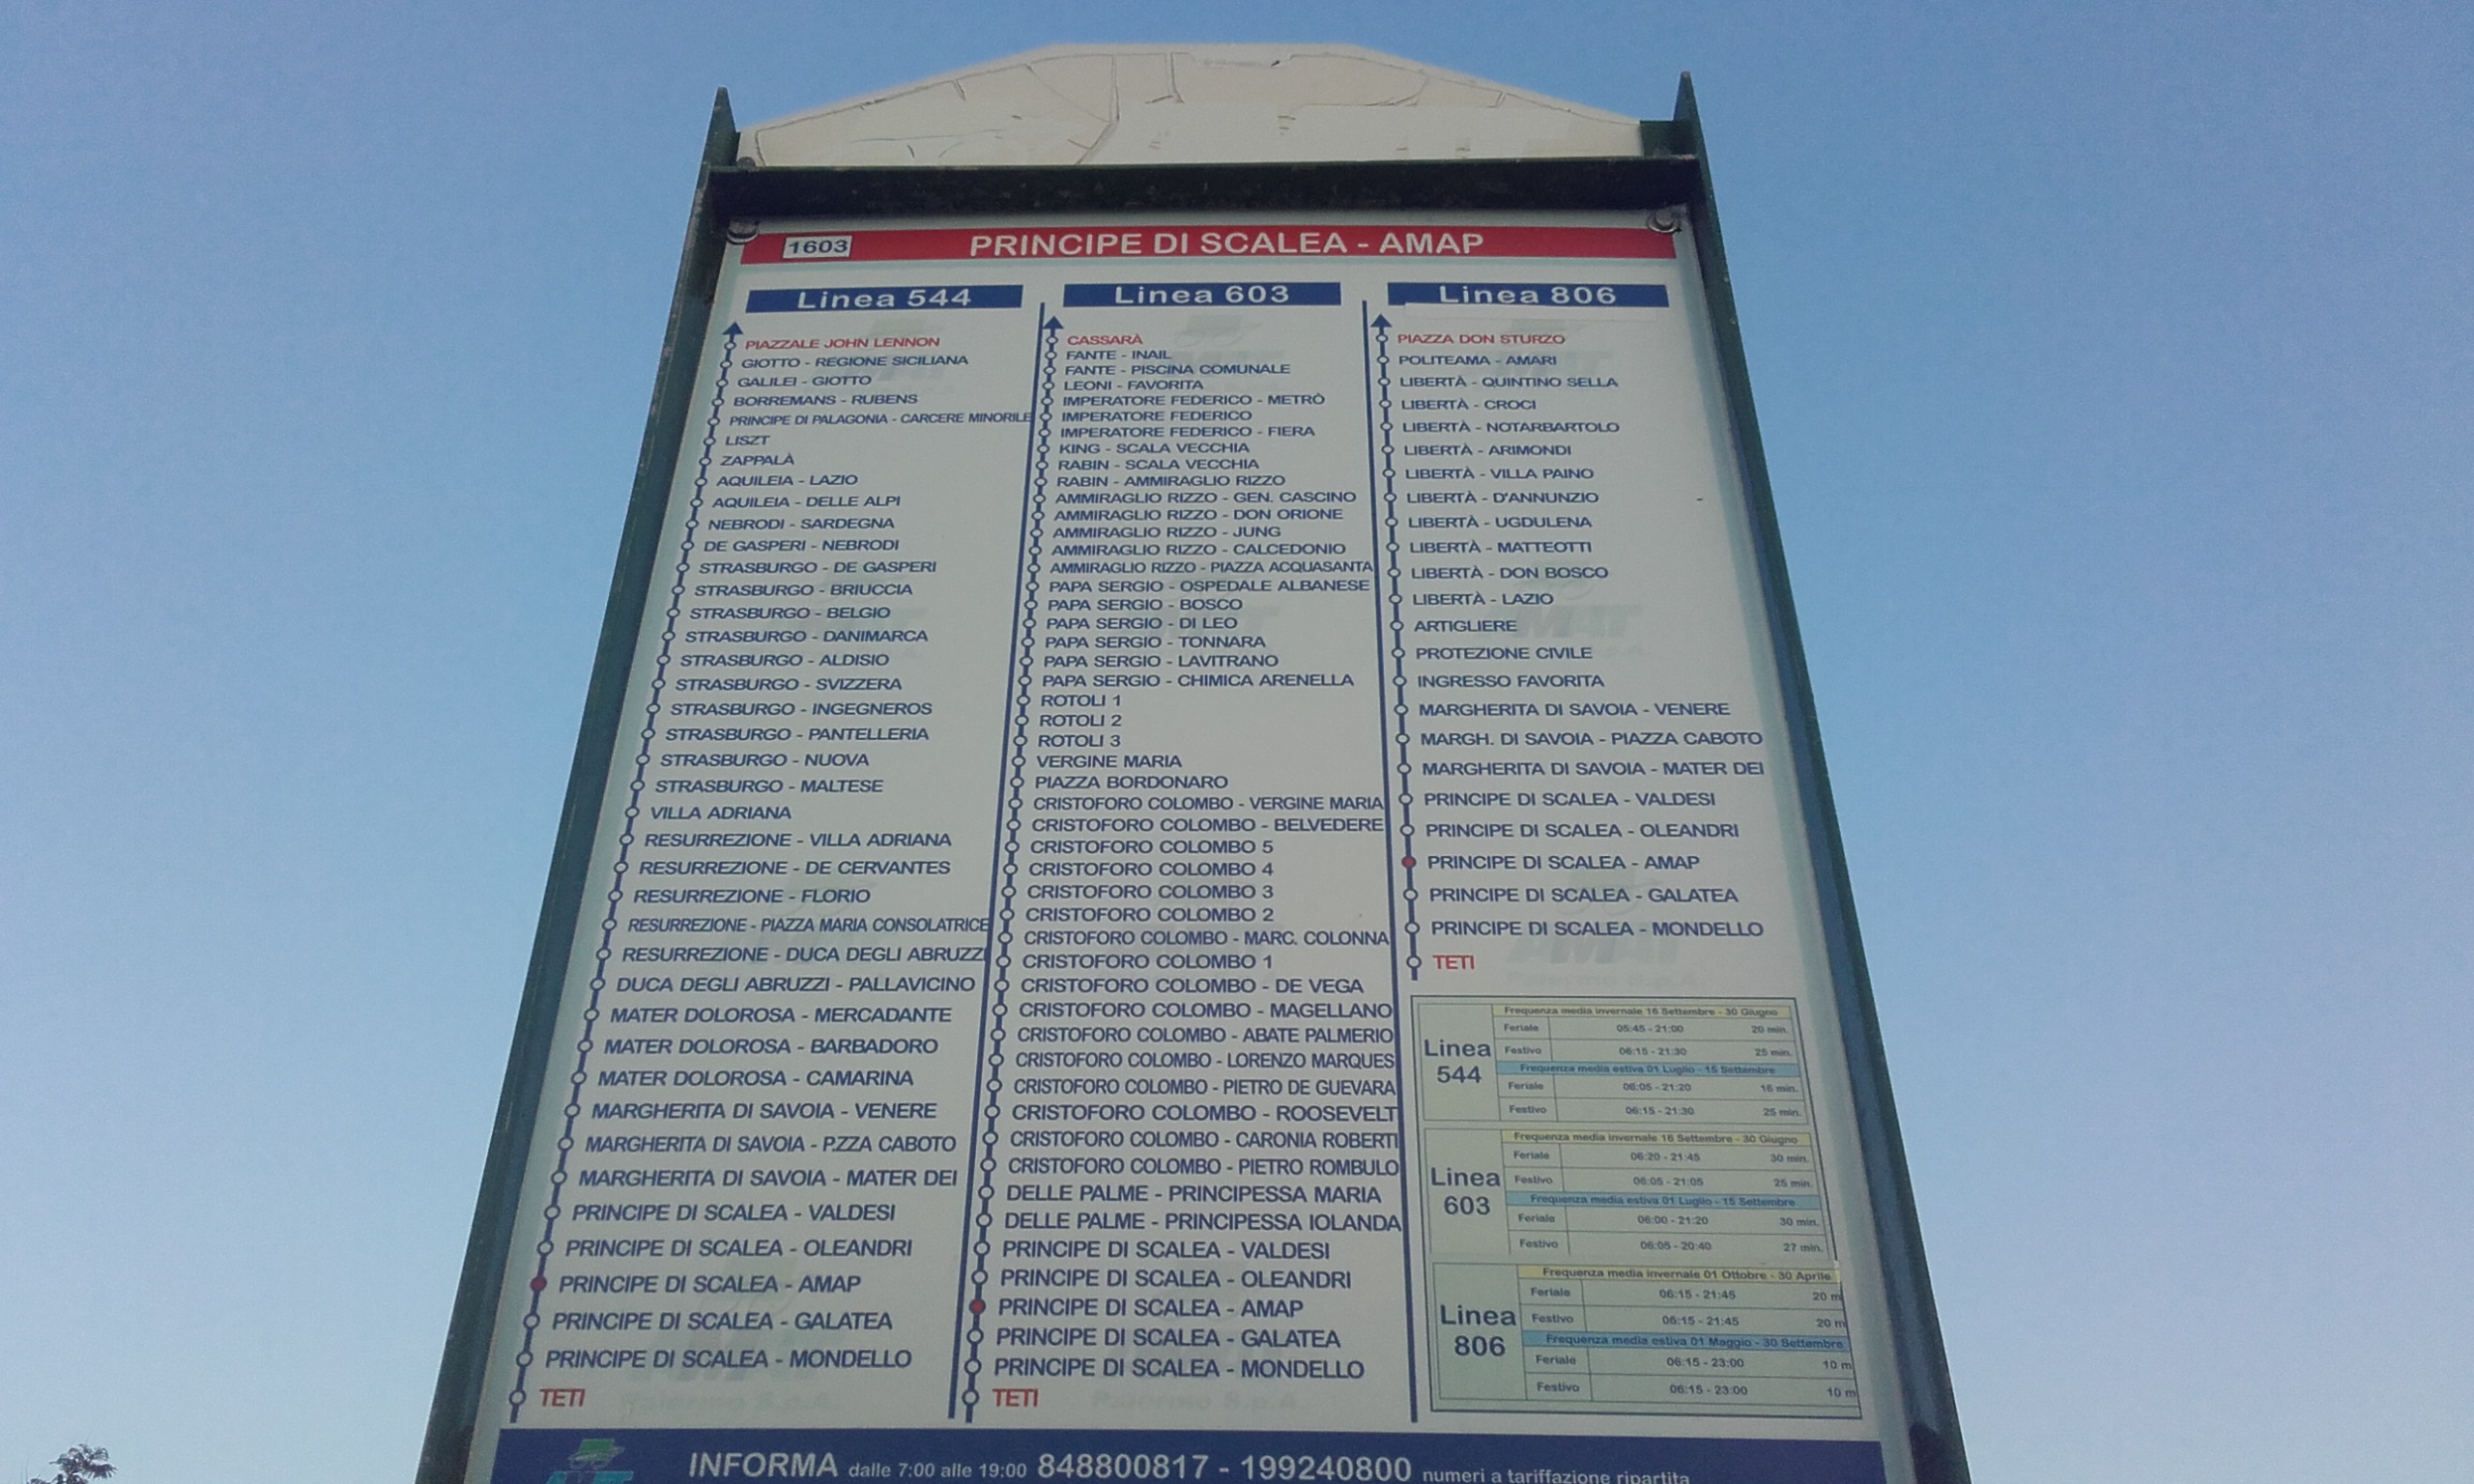 1603 PRINCIPE DI SCALEA - AMAP
Linea 544
PIAZZALE JOHN LENNON
GIOTTO - REGIONE SICILIANA
GALILEI - GIOTTO
BORREMANS - RUBENS
PRINCIPE DI PALAGONIA - CARCERE MINORILE
LISZT
ZAPPALÀ
AQUILEIA - LAZIO
AQUILEIA - DELLE ALPI
NEBRODI - SARDEGNA
DE GASPERI - NEBRODI
STRASBURGO - DE GASPERI
STRASBURGO - BRIUCCIA
STRASBURGO - BELGIO
STRASBURGO - DANIMARCA
STRASBURGO - ALDISIO
STRASBURGO - SVIZZERA
STRASBURGO - INGEGNEROS
STRASBURGO - PANTELLERIA
STRASBURGO - NUOVA
STRASBURGO - MALTESE
VILLA ADRIANA
RESURREZIONE - VILLA ADRIANA
RESURREZIONE - DE CERVANTES
RESURREZIONE - FLORIO
RESURREZIONE - PIAZZA MARIA CONSOLATRICE
RESURREZIONE - DUCA DEGLI ABRUZZI
DUCA DEGLI ABRUZZI - PALLAVICINO
MATER DOLOROSA - MERCADANTE
MATER DOLOROSA - BARBADORO
MATER DOLOROSA - CAMARINA
MARGHERITA DI SAVOIA - VENERE
MARGHERITA DI SAVOIA - P.ZZA CABOTO
MARGHERITA DI SAVOIA - MATER DEI
PRINCIPE DI SCALEA - VALDESI
PRINCIPE DI SCALEA - OLEANDRI
PRINCIPE DI SCALEA - AMAP
PRINCIPE DI SCALEA - GALATEA
PRINCIPE DI SCALEA - MONDELLO
TETI
Linea 603
CASSARÀ
FANTE - INAIL
FANTE - PISCINA COMUNALE
LEONI - FAVORITA
IMPERATORE FEDERICO - METRÒ
IMPERATORE FEDERICO
IMPERATORE FEDERICO - FIERA
KING - SCALA VECCHIA
RABIN - SCALA VECCHIA
RABIN - AMMIRAGLIO RIZZO
AMMIRAGLIO RIZZO - GEN. CASCINO
AMMIRAGLIO RIZZO - DON ORIONE
AMMIRAGLIO RIZZO - JUNG
AMMIRAGLIO RIZZO - CALCEDONIO
AMMIRAGLIO RIZZO - PIAZZA ACQUASANTA
PAPA SERGIO - OSPEDALE ALBANESE
PAPA SERGIO - BOSCO
PAPA SERGIO - DI LEO
PAPA SERGIO - TONNARA
PAPA SERGIO - LAVITRANO
PAPA SERGIO - CHIMICA ARENELLA
ROTOLI 1
ROTOLI 2
ROTOLI 3
VERGINE MARIA
PIAZZA BORDONARO
CRISTOFORO COLOMBO - VERGINE MARIA
CRISTOFORO COLOMBO - BELVEDERE
CRISTOFORO COLOMBO 5
CRISTOFORO COLOMBO 4
CRISTOFORO COLOMBO 3
CRISTOFORO COLOMBO 2
CRISTOFORO COLOMBO - MARC. COLONNA
CRISTOFORO COLOMBO 1
CRISTOFORO COLOMBO - DE VEGA
CRISTOFORO COLOMBO - MAGELLANO
CRISTOFORO COLOMBO - ABATE PALMERIO
CRISTOFORO COLOMBO - LORENZO MARQUES
CRISTOFORO COLOMBO - PIETRO DE GUEVARA
CRISTOFORO COLOMBO - ROOSEVELT
CRISTOFORO COLOMBO - CARONIA ROBERTI
CRISTOFORO COLOMBO - PIETRO ROMBULO
DELLE PALME - PRINCIPESSA MARIA
DELLE PALME - PRINCIPESSA IOLANDA
PRINCIPE DI SCALEA - VALDESI
PRINCIPE DI SCALEA - OLEANDRI
PRINCIPE DI SCALEA - AMAP
PRINCIPE DI SCALEA - GALATEA
PRINCIPE DI SCALEA - MONDELLO
TETI
Linea 806
PIAZZA DON STURZO
POLITEAMA - AMARI
LIBERTÀ - QUINTINO SELLA
LIBERTÀ - CROCI
LIBERTÀ - NOTARBARTOLO
LIBERTÀ - ARIMONDI
LIBERTÀ - VILLA PAINO
LIBERTÀ - D'ANNUNZIO
LIBERTÀ - UGDULENA
LIBERTÀ - MATTEOTTI
LIBERTÀ - DON BOSCO
LIBERTÀ - LAZIO
ARTIGLIERE
PROTEZIONE CIVILE
INGRESSO FAVORITA
MARGHERITA DI SAVOIA - VENERE
MARGH. DI SAVOIA - PIAZZA CABOTO
MARGHERITA DI SAVOIA - MATER DEI
PRINCIPE DI SCALEA - VALDESI
PRINCIPE DI SCALEA - OLEANDRI
PRINCIPE DI SCALEA - AMAP
PRINCIPE DI SCALEA - GALATEA
PRINCIPE DI SCALEA - MONDELLO
TETI
Linea 544
Frequenza media invernale 16 Settembre - 30 Giugno
Feriale 05:45 - 21:00 20 min.
Festivo 06:15 - 21:30 25 min.
Frequenza media estiva 01 Luglio - 15 Settembre
Feriale 06:05 - 21:20 16 min.
Festivo 06:15 - 21:30 25 min.
Linea 603
Frequenza media invernale 16 Settembre - 30 Giugno
Feriale 06:20 - 21:45 30 min.
Festivo 06:05 - 21:05 25 min.
Frequenza media estiva 01 Luglio - 15 Settembre
Feriale 06:00 - 21:20 30 min.
Festivo 06:05 - 20:40 27 min.
Linea 806
Frequenza media invernale 01 Ottobre - 30 Aprile
Feriale 06:15 - 21:45 20 m
Festivo 06:15 - 21:45 20 m
Frequenza media estiva 01 Maggio - 30 Settembre
Feriale 06:15 - 23:00 10 m
Festivo 06:15 - 23:00 10 m
INFORMA dalle 7:00 alle 19:00 848800817 - 199240800 numeri a tariffazione ripartita